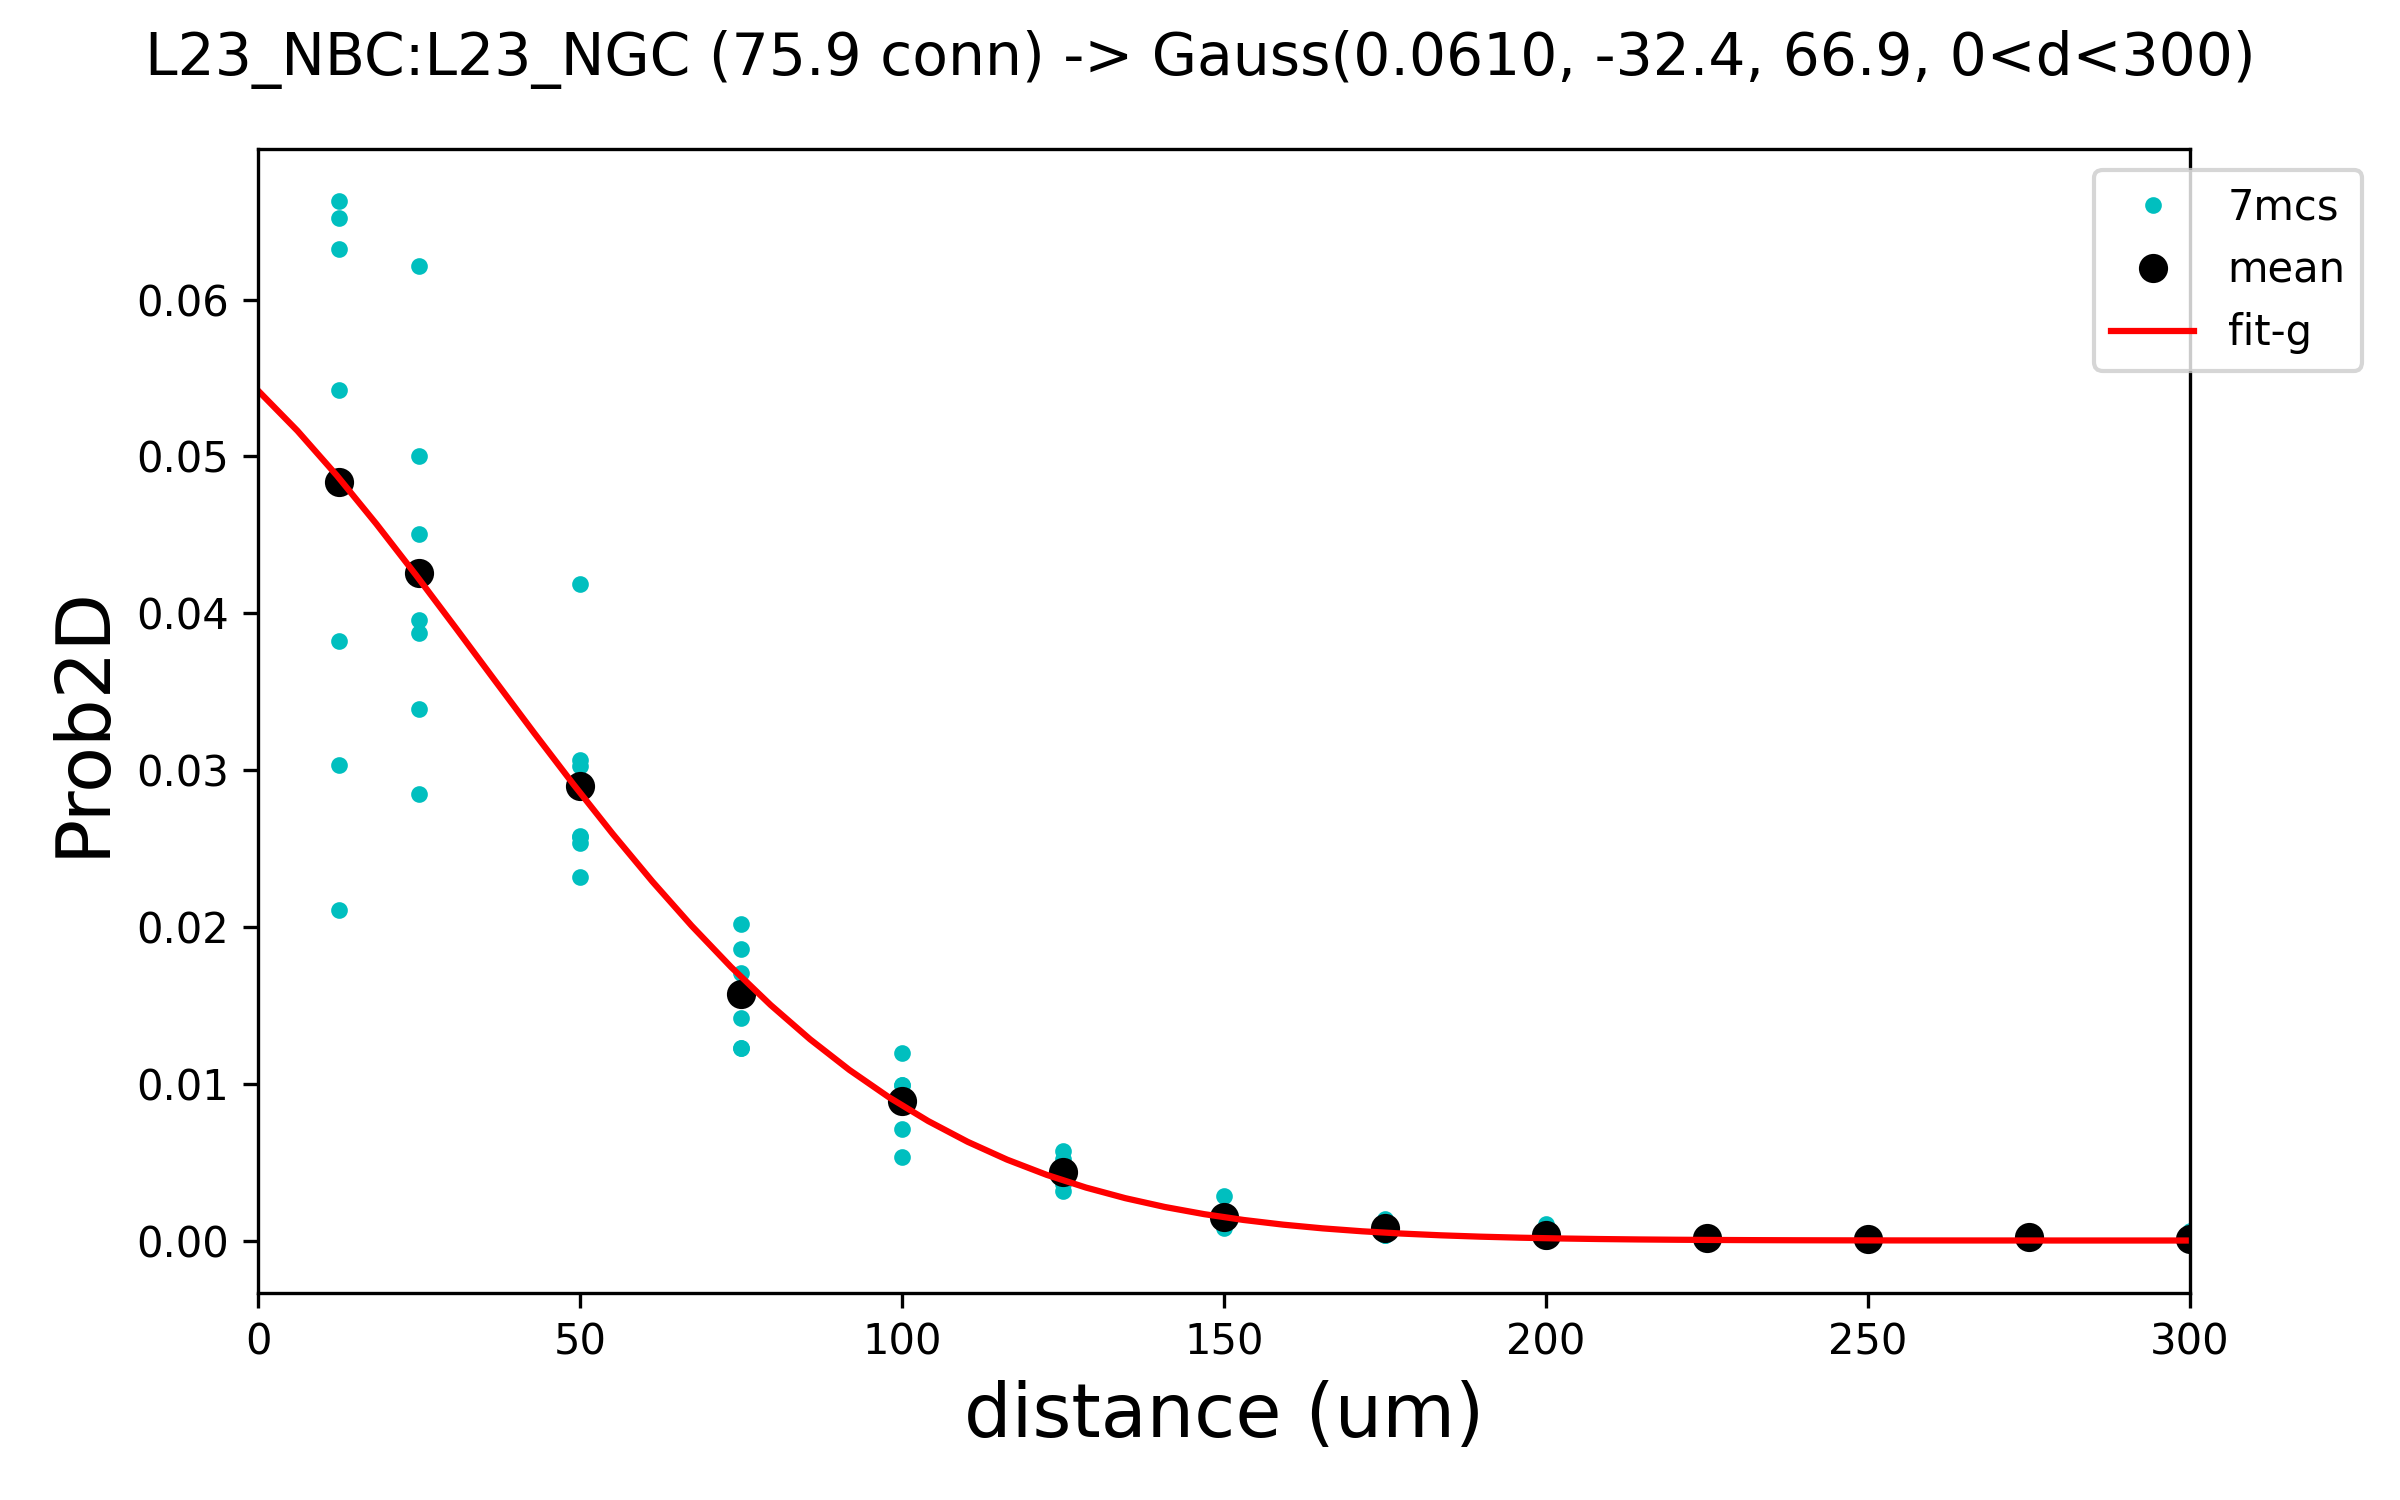 L23_NBC:L23_NGC (75.9 conn) -> Gauss(0.0610, -32.4, 66.9, 0<d<300)
7mcs
mean
fit-g
Prob2D
0.06
0.05
0.04
0.03
0.02
0.01
0.00
0 50 100 150 200 250 300
distance (um)